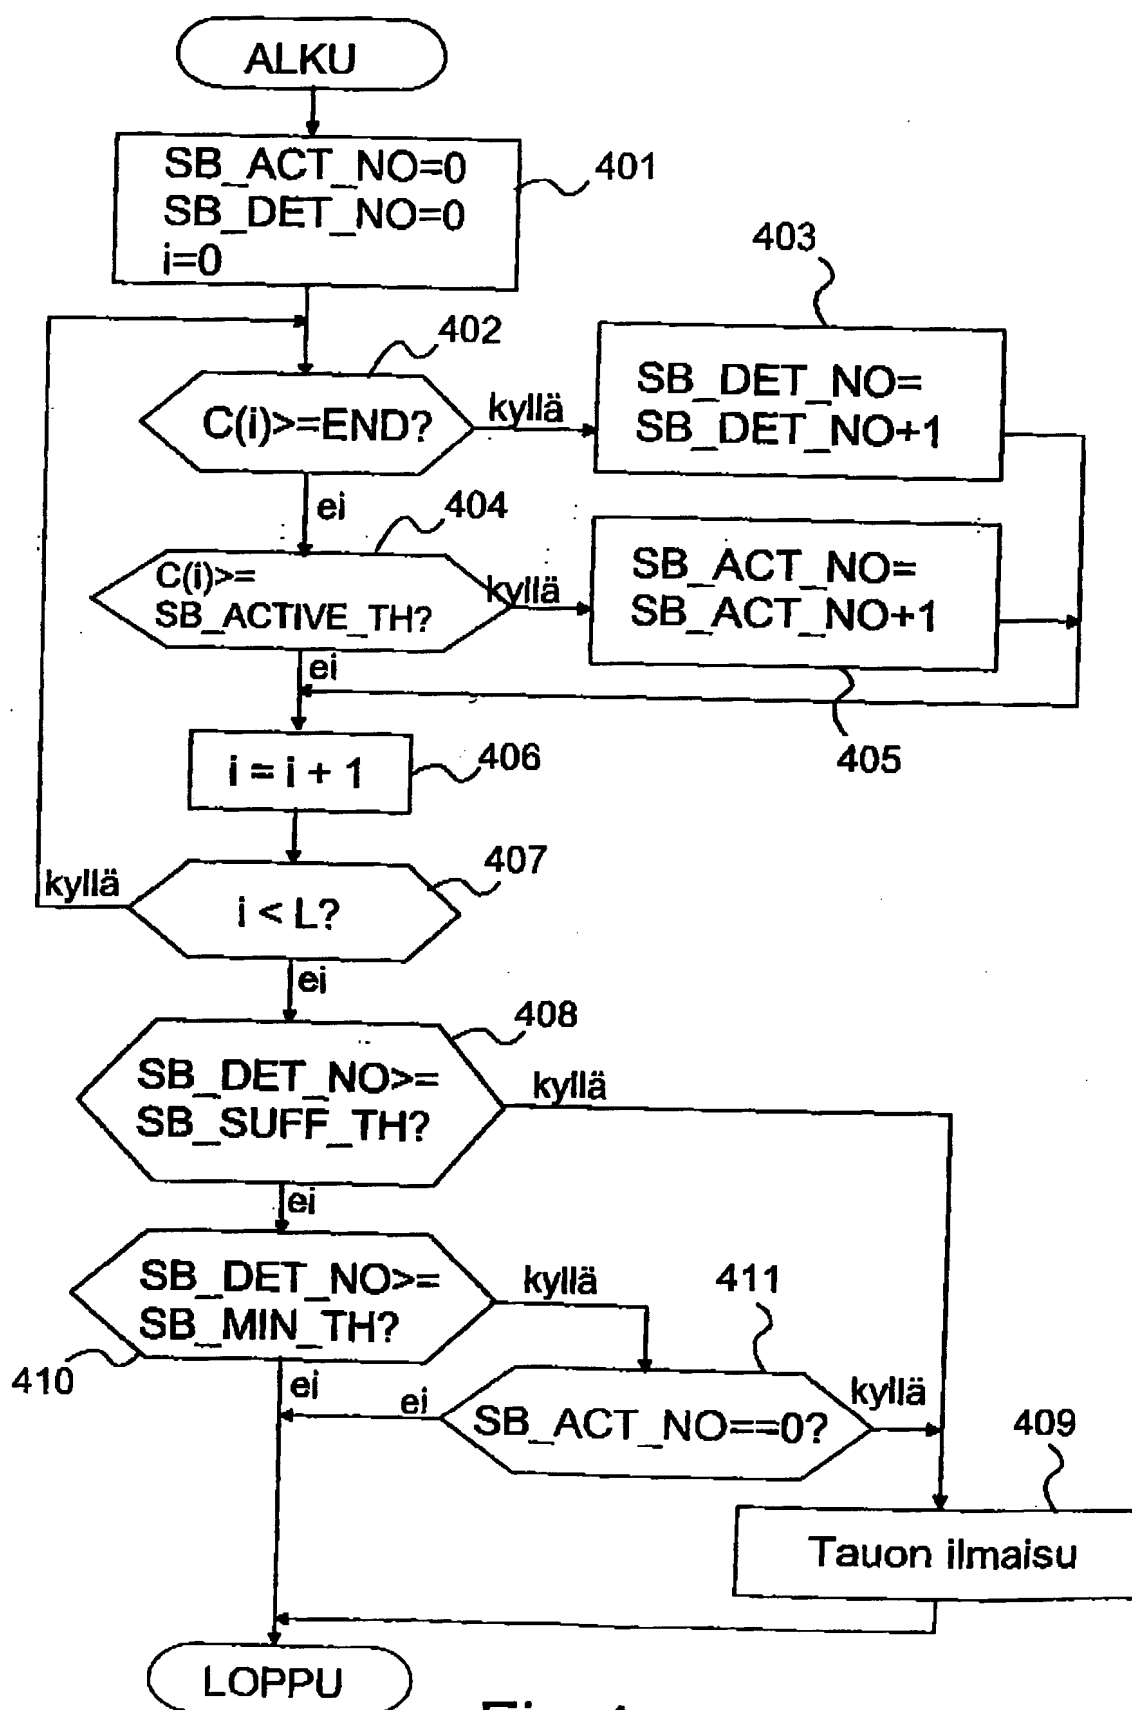 ALKU
SB_ACT_NO=0
SB_DET_NO=0
i=0
401
403
402
C(i)>=END?
kyllä
SB_DET_NO=
SB_DET_NO+1
ei
404
C(i)>=
SB_ACTIVE_TH?
kyllä
SB_ACT_NO=
SB_ACT_NO+1
ei
405
i = i + 1
406
407
kyllä
i < L?
ei
408
SB_DET_NO>=
SB_SUFF_TH?
kyllä
ei
SB_DET_NO>=
SB_MIN_TH?
kyllä
411
410
ei
ei
SB_ACT_NO==0?
kyllä
409
Tauon ilmaisu
LOPPU